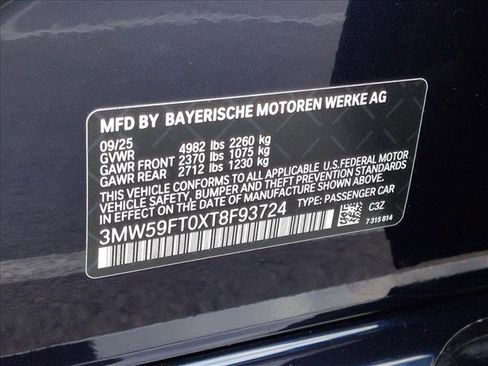 MFD BY BAYERISCHE MOTOREN WERKE AG
09/25
GVWR 4982 lbs 2260 kg
GAWR FRONT 2370 lbs 1075 kg
GAWR REAR 2712 lbs 1230 kg
THIS VEHICLE CONFORMS TO ALL APPLICABLE U.S.FEDERAL MOTOR
VEHICLE SAFETY, BUMPER AND THEFT PREVENTION STANDARDS
IN EFFECT ON THE DATE OF MANUFACTURE SHOWN ABOVE.
3MW59FT0XT8F93724 TYPE: PASSENGER CAR
C3Z
7 315 814